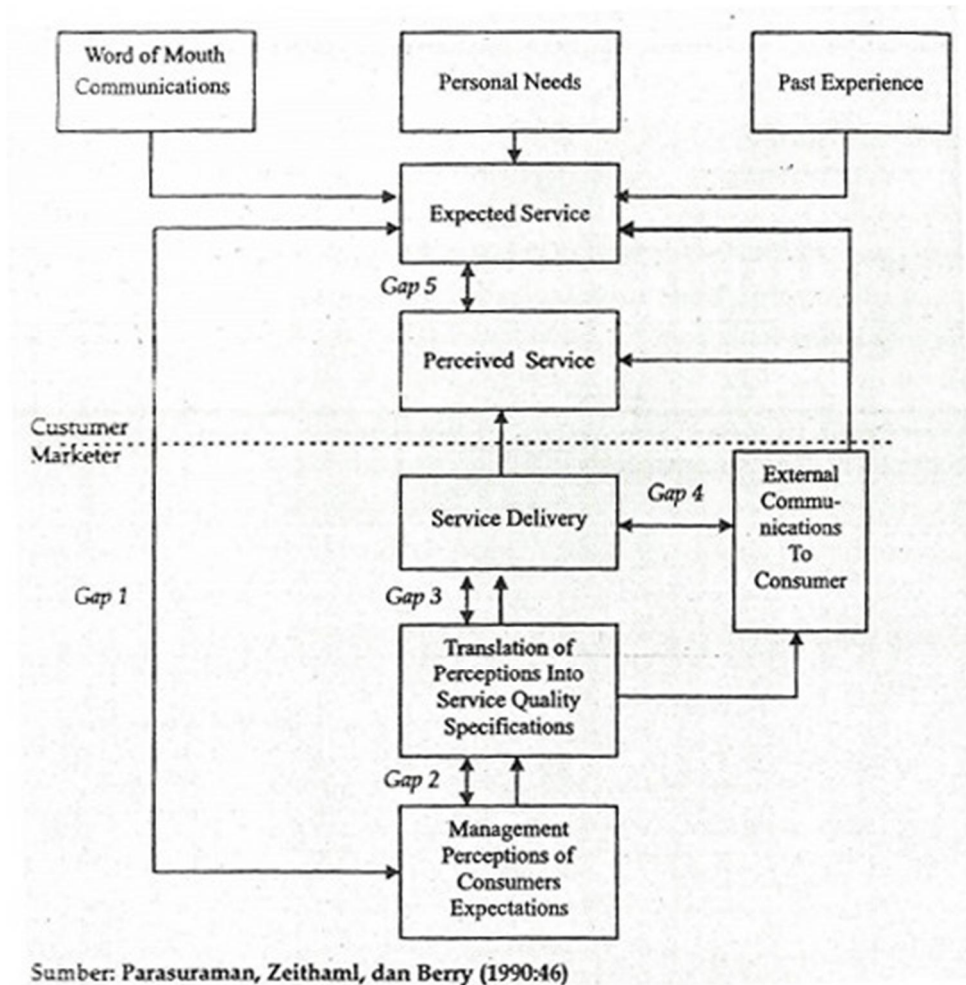 Word of Mouth
Communications
Personal Needs
Past Experience
Expected Service
Gap 5
Perceived Service
Custumer
Marketer
Service Delivery
Gap 4
External
Commu-
nications
To
Consumer
Gap 1
Gap 3
Translation of
Perceptions Into
Service Quality
Specifications
Gap 2
Management
Perceptions of
Consumers
Expectations
Sumber: Parasuraman, Zeithaml, dan Berry (1990:46)